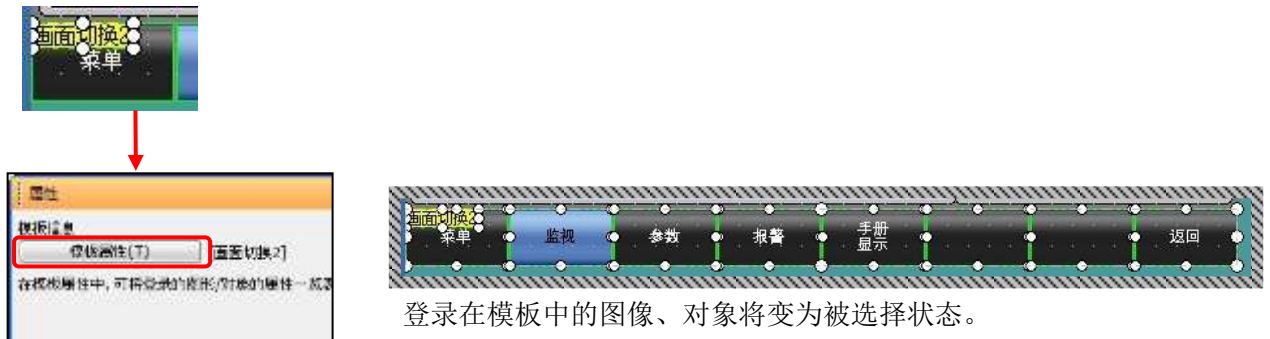 画面切换2
菜单
属性
模板信息
模板属性(T)
[画面切换2]
在模板属性中,可将登录的图形/对象的属性一览表
画面切换2
菜单
监视
参数
报警
手册
显示
返回
登录在模板中的图像、对象将变为被选择状态。